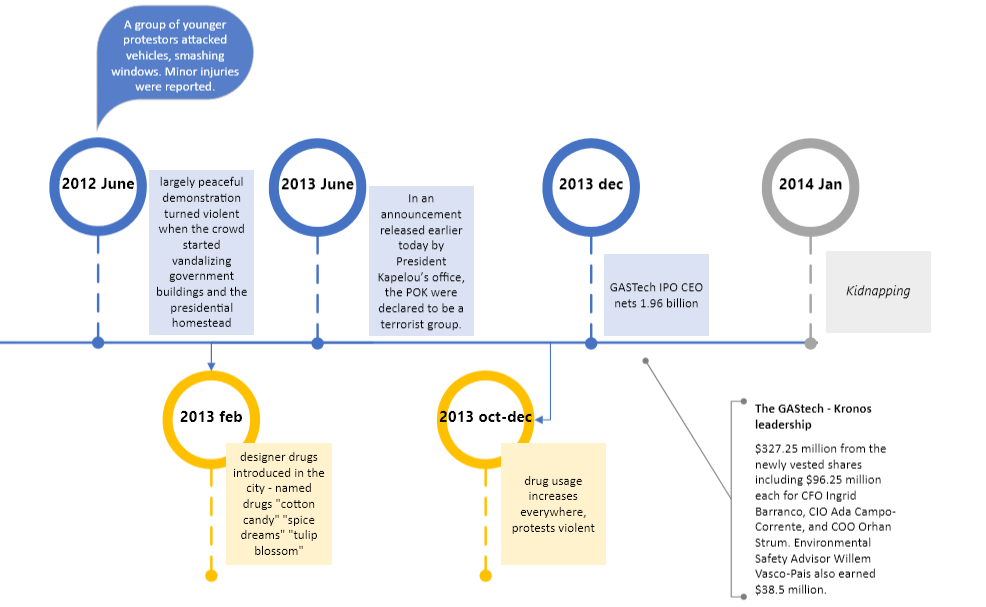 A group of younger
protestors attacked
vehicles, smashing
windows. Minor injuries
were reported.
2012 June
largely peaceful
demonstration
turned violent
when the crowd
started
vandalizing
government
buildings and the
presidential
homestead
2013 June
In an
announcement
released earlier
today by
President
Kapelou’s office,
the POK were
declared to be a
terrorist group.
2013 dec
GASTech IPO CEO
nets 1.96 billion
2014 Jan
Kidnapping
2013 feb
designer drugs
introduced in the
city - named
drugs "cotton
candy" "spice
dreams" "tulip
blossom"
2013 oct-dec
drug usage
increases
everywhere,
protests violent
The GAStech - Kronos
leadership
$327.25 million from the
newly vested shares
including $96.25 million
each for CFO Ingrid
Barranco, CIO Ada Campo-
Corrente, and COO Orhan
Strum. Environmental
Safety Advisor Willem
Vasco-Pais also earned
$38.5 million.